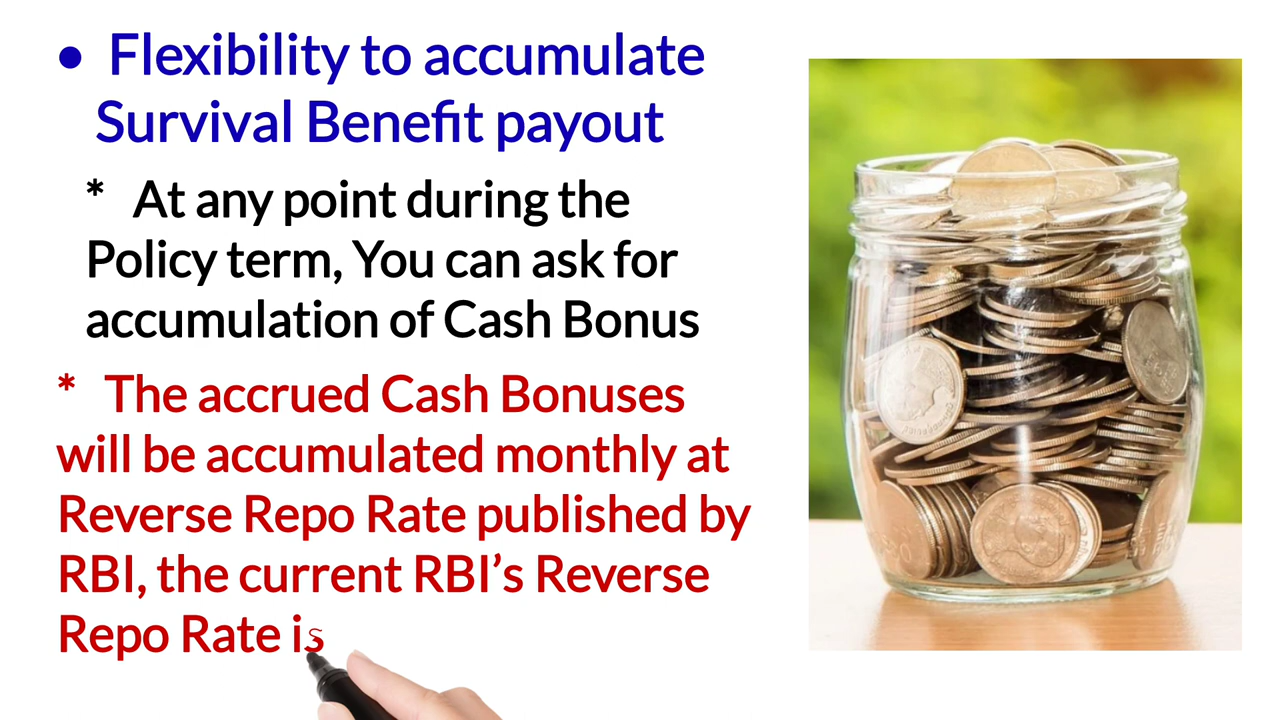 • Flexibility to accumulate
Survival Benefit payout
* At any point during the
Policy term, You can ask for
accumulation of Cash Bonus
* The accrued Cash Bonuses
will be accumulated monthly at
Reverse Repo Rate published by
RBI, the current RBI’s Reverse
Repo Rate is